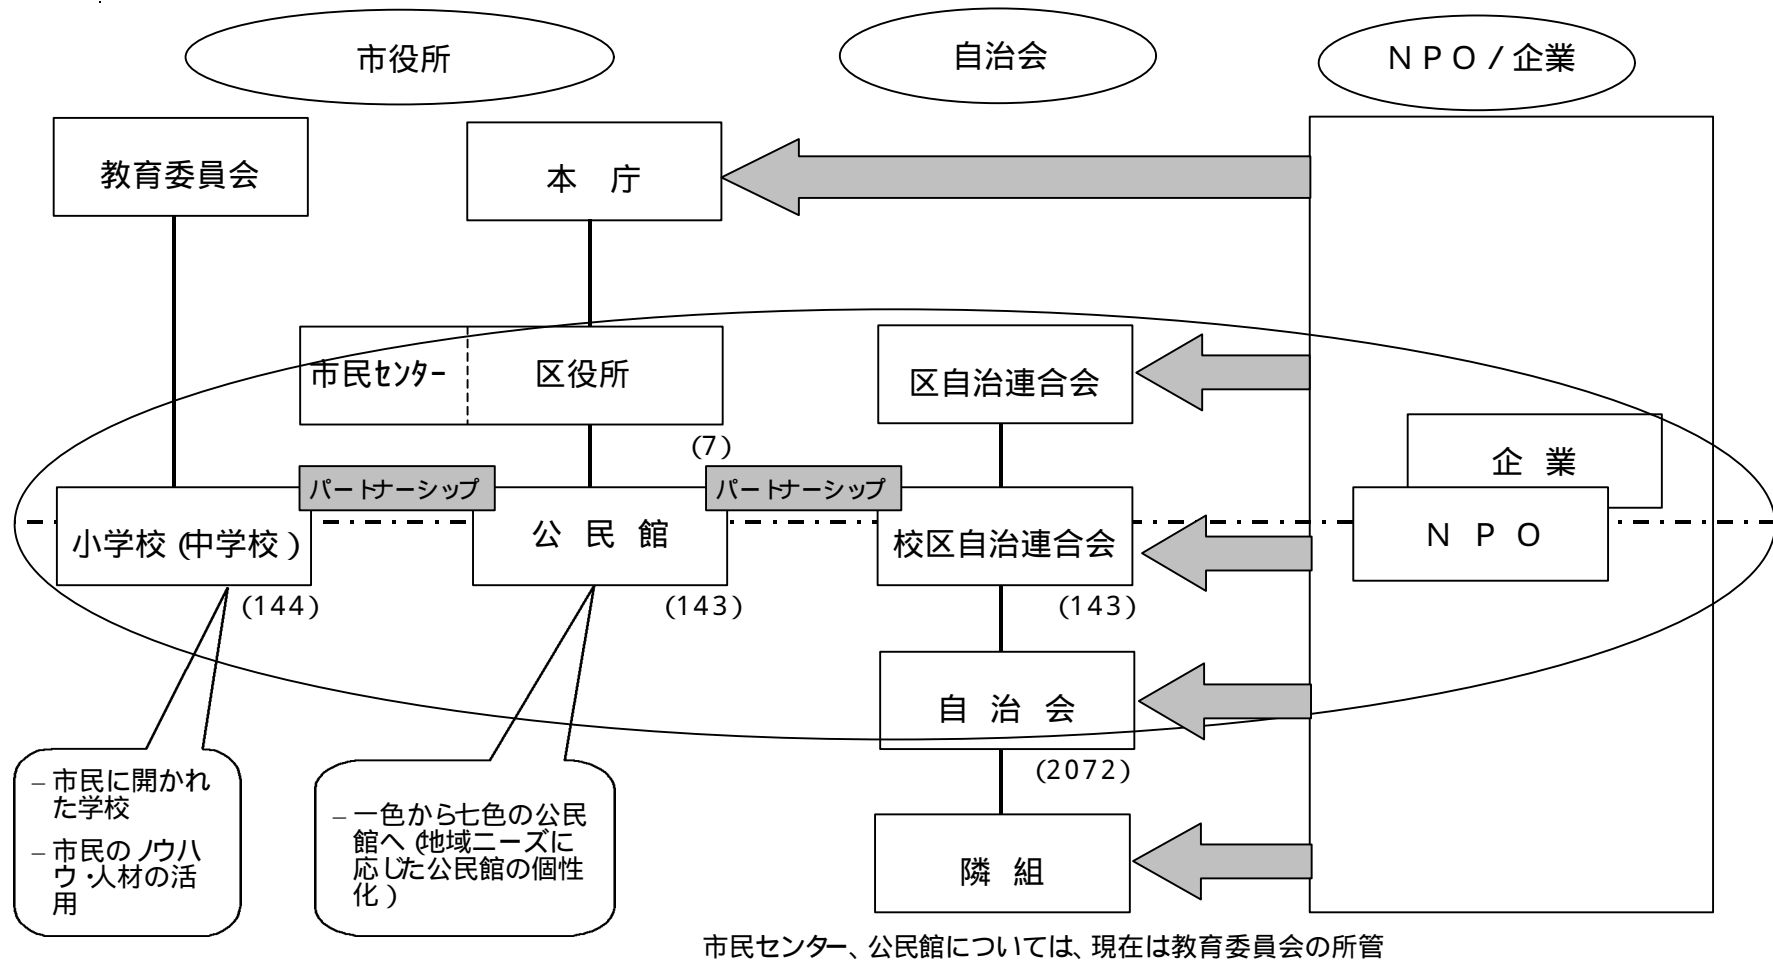 市役所
自治会
NPO/企業
教育委員会
本 庁
市民センター
区役所
区自治連合会
(7)
企 業
パートナーシップ
パートナーシップ
小学校(中学校)
公 民 館
校区自治連合会
N P O
(144)
(143)
(143)
自 治 会
(2072)
－市民に開かれ
た学校
－市民のノウハ
ウ・人材の活
用
－一色から七色の公民
館へ(地域ニーズに
応じた公民館の個性
化)
隣 組
市民センター、公民館については、現在は教育委員会の所管